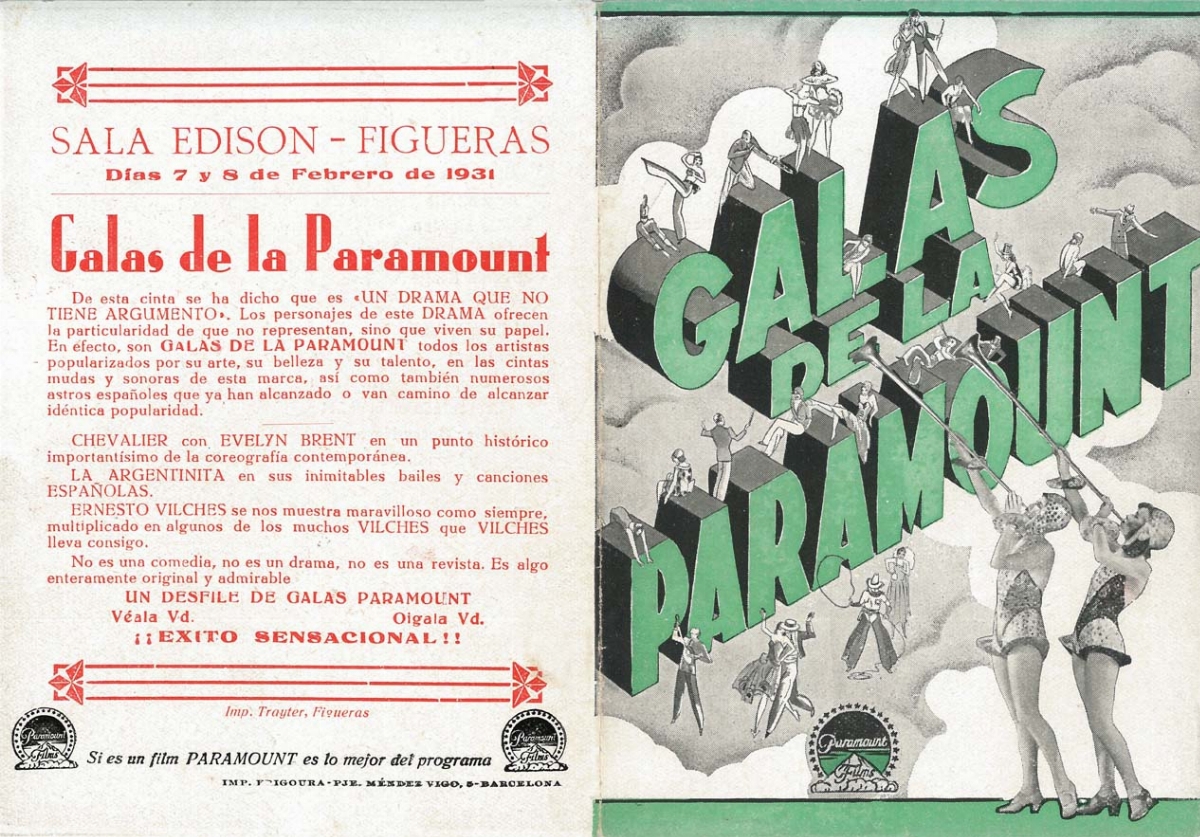 SALA EDISON - FIGUERAS
Días 7 y 8 de Febrero de 1931
Galas de la Paramount
De esta cinta se ha dicho que es «UN DRAMA QUE NO
TIENE ARGUMENTO». Los personajes de este DRAMA ofrecen
la particularidad de que no representan, sino que viven su papel.
En efecto, son GALAS DE LA PARAMOUNT todos los artistas
popularizados por su arte, su belleza y su talento, en las cintas
mudas y sonoras de esta marca, así como también numerosos
astros españoles que ya han alcanzado o van camino de alcanzar
idéntica popularidad.
CHEVALIER con EVELYN BRENT en un punto histórico
importantísimo de la coreografía contemporánea.
LA ARGENTINITA en sus inimitables bailes y canciones
ESPAÑOLAS.
ERNESTO VILCHES se nos muestra maravilloso como siempre,
multiplicado en algunos de los muchos VILCHES que VILCHES
lleva consigo.
No es una comedia, no es un drama, no es una revista. Es algo
enteramente original y admirable
UN DESFILE DE GALAS PARAMOUNT
Véala Vd. Oigala Vd.
¡¡EXITO SENSACIONAL!!
Imp. Trayter, Figueras
Paramount
Films
Si es un film PARAMOUNT es lo mejor del programa
Paramount
Films
IMP. - PJE. MÉNDEZ VIGO, 5 - BARCELONA
GALAS
DE LA
PARAMOUNT
Paramount
Films